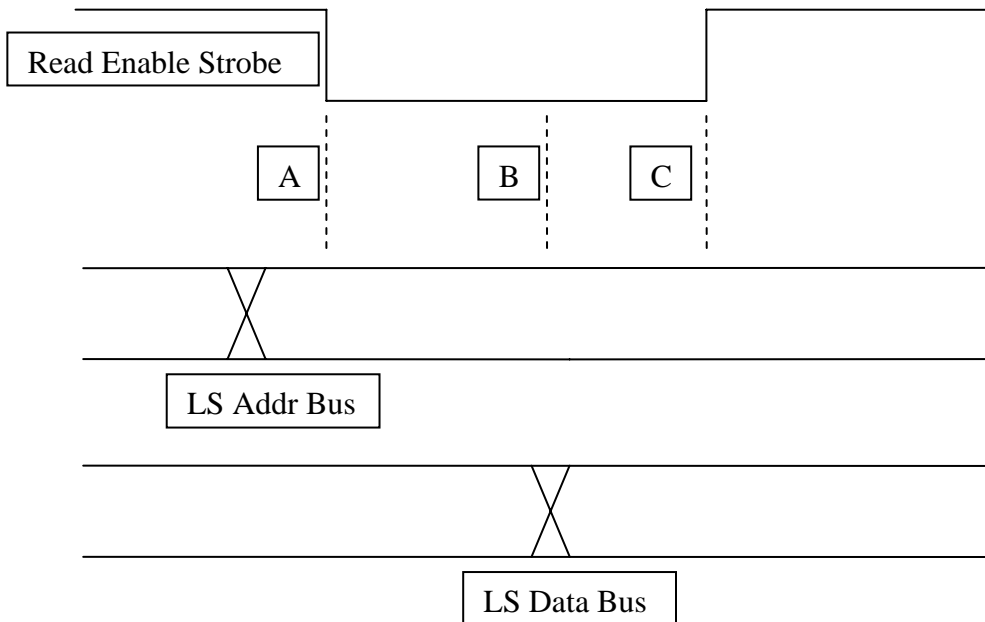 Read Enable Strobe
A
B
C
LS Addr Bus
LS Data Bus